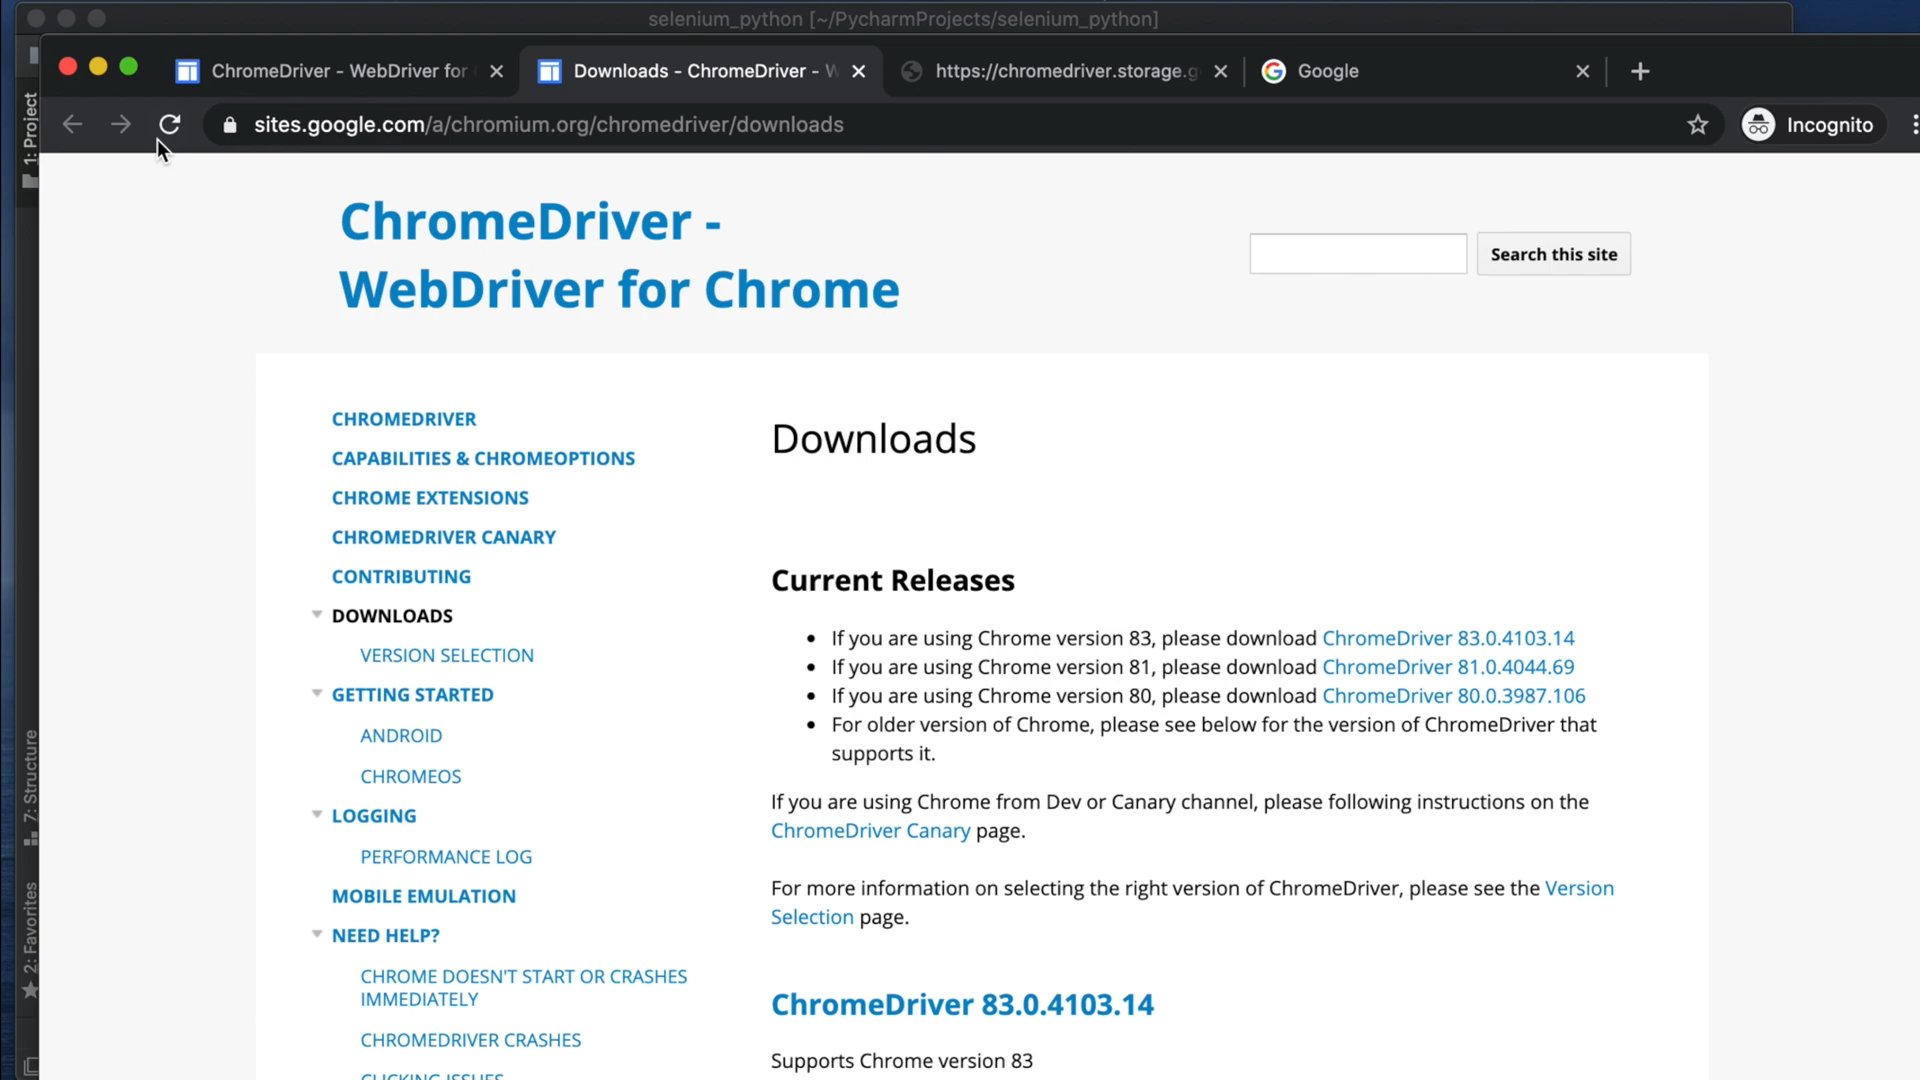 selenium_python [~/PycharmProjects/selenium_python]
ChromeDriver - WebDriver for
Downloads - ChromeDriver - W
https://chromedriver.storage.g
Google
sites.google.com/a/chromium.org/chromedriver/downloads
Incognito
1: Project
7: Structure
2: Favorites
ChromeDriver -
WebDriver for Chrome
Search this site
CHROMEDRIVER
CAPABILITIES & CHROMEOPTIONS
CHROME EXTENSIONS
CHROMEDRIVER CANARY
CONTRIBUTING
DOWNLOADS
VERSION SELECTION
GETTING STARTED
ANDROID
CHROMEOS
LOGGING
PERFORMANCE LOG
MOBILE EMULATION
NEED HELP?
CHROME DOESN'T START OR CRASHES
IMMEDIATELY
CHROMEDRIVER CRASHES
CLICKING ISSUES
Downloads
Current Releases
If you are using Chrome version 83, please download ChromeDriver 83.0.4103.14
If you are using Chrome version 81, please download ChromeDriver 81.0.4044.69
If you are using Chrome version 80, please download ChromeDriver 80.0.3987.106
For older version of Chrome, please see below for the version of ChromeDriver that
supports it.
If you are using Chrome from Dev or Canary channel, please following instructions on the
ChromeDriver Canary page.
For more information on selecting the right version of ChromeDriver, please see the Version
Selection page.
ChromeDriver 83.0.4103.14
Supports Chrome version 83